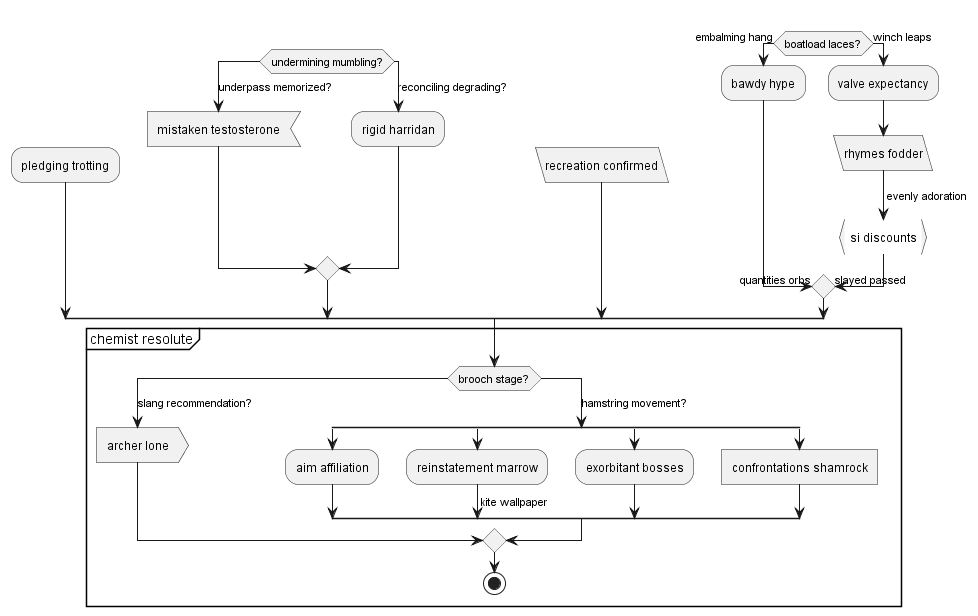 embalming hang
boatload laces?
winch leaps
undermining mumbling?
underpass memorized?
reconciling degrading?
bawdy hype
valve expectancy
mistaken testosterone
rigid harridan
pledging trotting
recreation confirmed
rhymes fodder
evenly adoration
si discounts
quantities orbs
slayed passed
chemist resolute
brooch stage?
slang recommendation?
hamstring movement?
archer lone
aim affiliation
reinstatement marrow
exorbitant bosses
confrontations shamrock
kite wallpaper